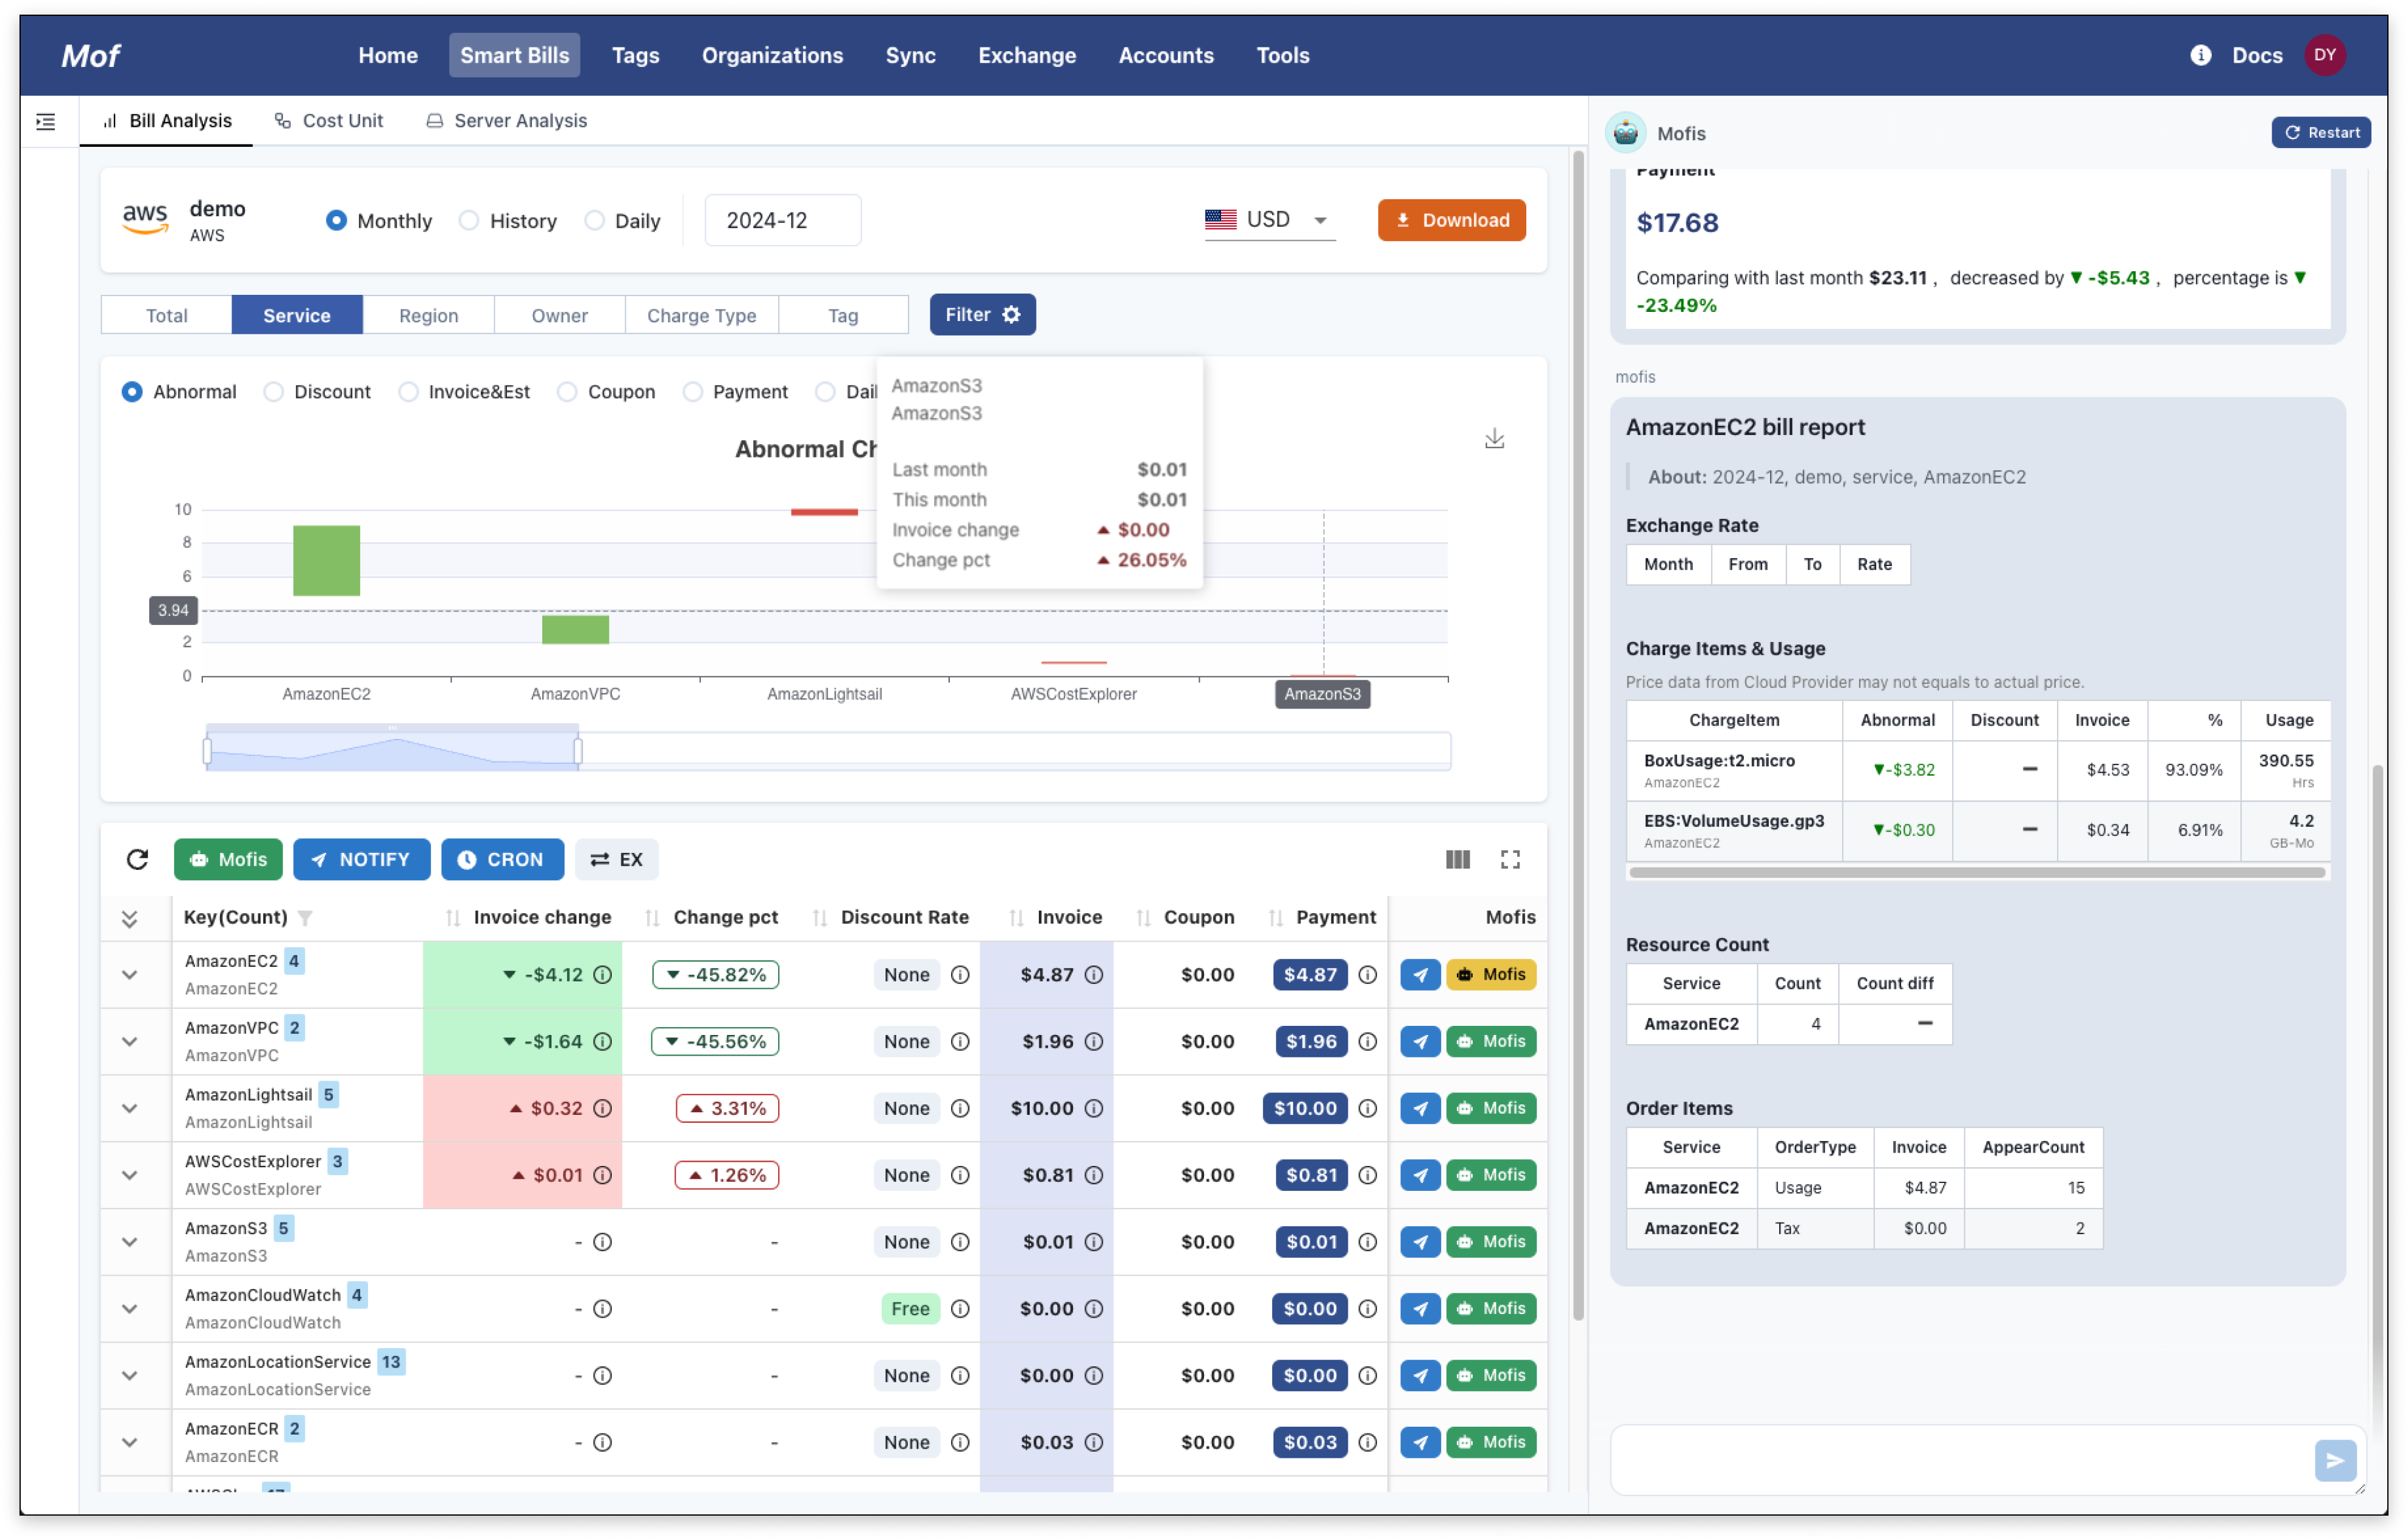 Mof
Home Smart Bills Tags Organizations Sync Exchange Accounts Tools
Docs DY
Bill Analysis Cost Unit Server Analysis
aws demo
AWS
Monthly History Daily 2024-12
USD Download
Total Service Region Owner Charge Type Tag Filter
Abnormal Discount Invoice&Est Coupon Payment
Abnormal
AmazonS3
AmazonS3
Last month $0.01
This month $0.01
Invoice change ▲ $0.00
Change pct ▲ 26.05%
10
8
6
3.94
2
0
AmazonEC2 AmazonVPC AmazonLightsail AWSCostExplorer AmazonS3
Mofis NOTIFY CRON EX
Key(Count) Invoice change Change pct Discount Rate Invoice Coupon Payment Mofis
AmazonEC2 4
AmazonEC2
▼ -$4.12 ▼ -45.82% None $4.87 $0.00 $4.87 Mofis
AmazonVPC 2
AmazonVPC
▼ -$1.64 ▼ -45.56% None $1.96 $0.00 $1.96 Mofis
AmazonLightsail 5
AmazonLightsail
▲ $0.32 ▲ 3.31% None $10.00 $0.00 $10.00 Mofis
AWSCostExplorer 3
AWSCostExplorer
▲ $0.01 ▲ 1.26% None $0.81 $0.00 $0.81 Mofis
AmazonS3 5
AmazonS3
- - None $0.01 $0.00 $0.01 Mofis
AmazonCloudWatch 4
AmazonCloudWatch
- - Free $0.00 $0.00 $0.00 Mofis
AmazonLocationService 13
AmazonLocationService
- - None $0.00 $0.00 $0.00 Mofis
AmazonECR 2
AmazonECR
- - None $0.03 $0.00 $0.03 Mofis
Mofis Restart
Payment
$17.68
Comparing with last month $23.11 , decreased by ▼ -$5.43 , percentage is ▼
-23.49%
mofis
AmazonEC2 bill report
About: 2024-12, demo, service, AmazonEC2
Exchange Rate
Month From To Rate
Charge Items & Usage
Price data from Cloud Provider may not equals to actual price.
ChargeItem Abnormal Discount Invoice % Usage
BoxUsage:t2.micro
AmazonEC2
▼-$3.82 — $4.53 93.09% 390.55
Hrs
EBS:VolumeUsage.gp3
AmazonEC2
▼-$0.30 — $0.34 6.91% 4.2
GB-Mo
Resource Count
Service Count Count diff
AmazonEC2 4 —
Order Items
Service OrderType Invoice AppearCount
AmazonEC2 Usage $4.87 15
AmazonEC2 Tax $0.00 2